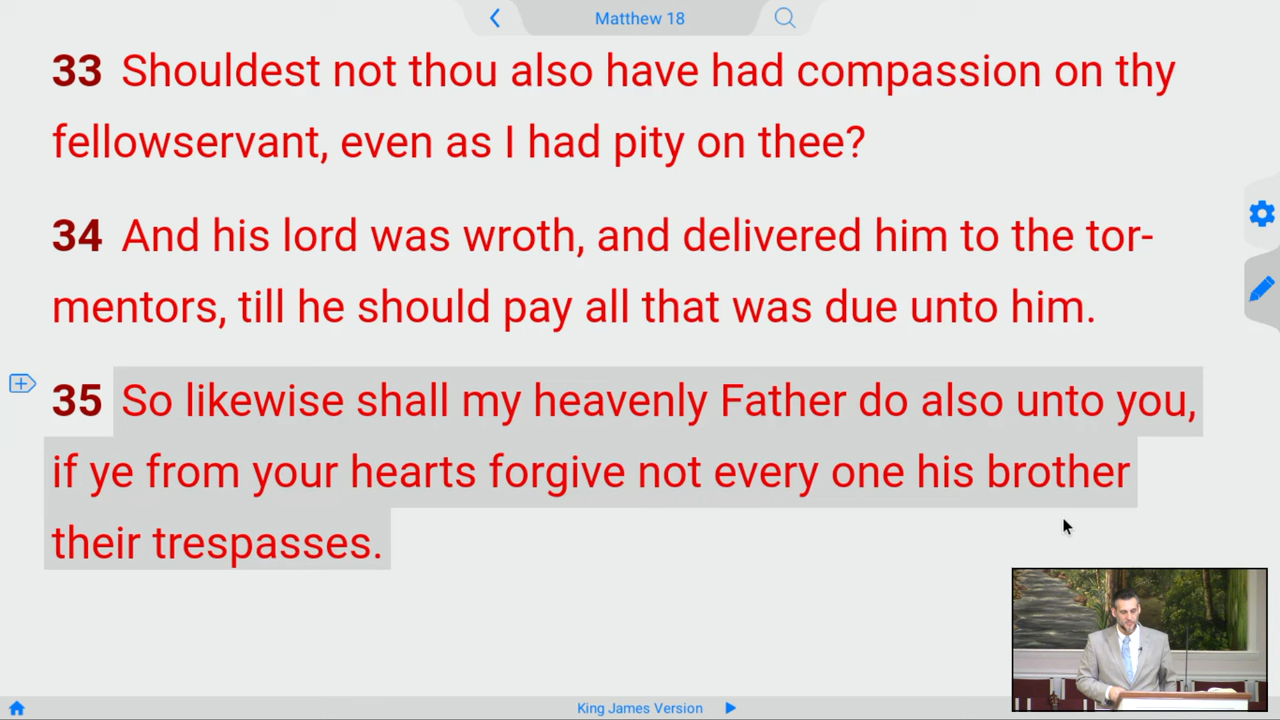 Matthew 18
33 Shouldest not thou also have had compassion on thy
fellowservant, even as I had pity on thee?
34 And his lord was wroth, and delivered him to the tor-
mentors, till he should pay all that was due unto him.
35 So likewise shall my heavenly Father do also unto you,
if ye from your hearts forgive not every one his brother
their trespasses.
King James Version